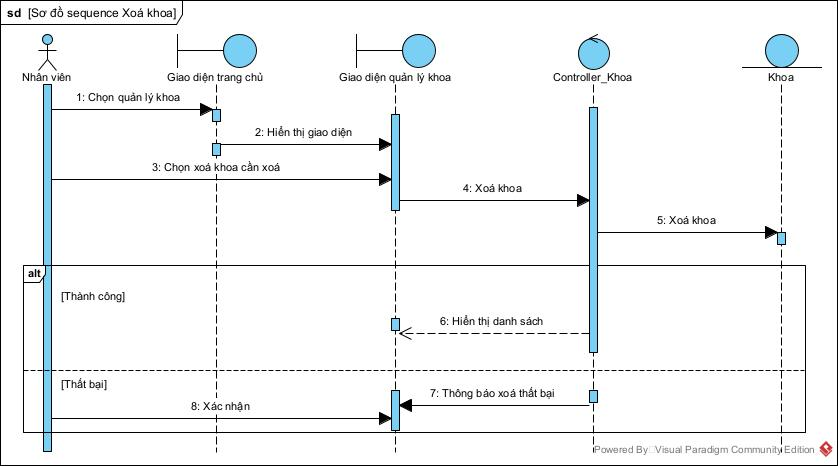 sd [Sơ đồ sequence Xoá khoa]
Nhân viên
Giao diện trang chủ
Giao diện quản lý khoa
Controller_Khoa
Khoa
1: Chọn quản lý khoa
2: Hiển thị giao diện
3: Chọn xoá khoa cần xoá
4: Xoá khoa
5: Xoá khoa
alt
[Thành công]
6: Hiển thị danh sách
[Thất bại]
7: Thông báo xoá thất bại
8: Xác nhận
Powered By Visual Paradigm Community Edition